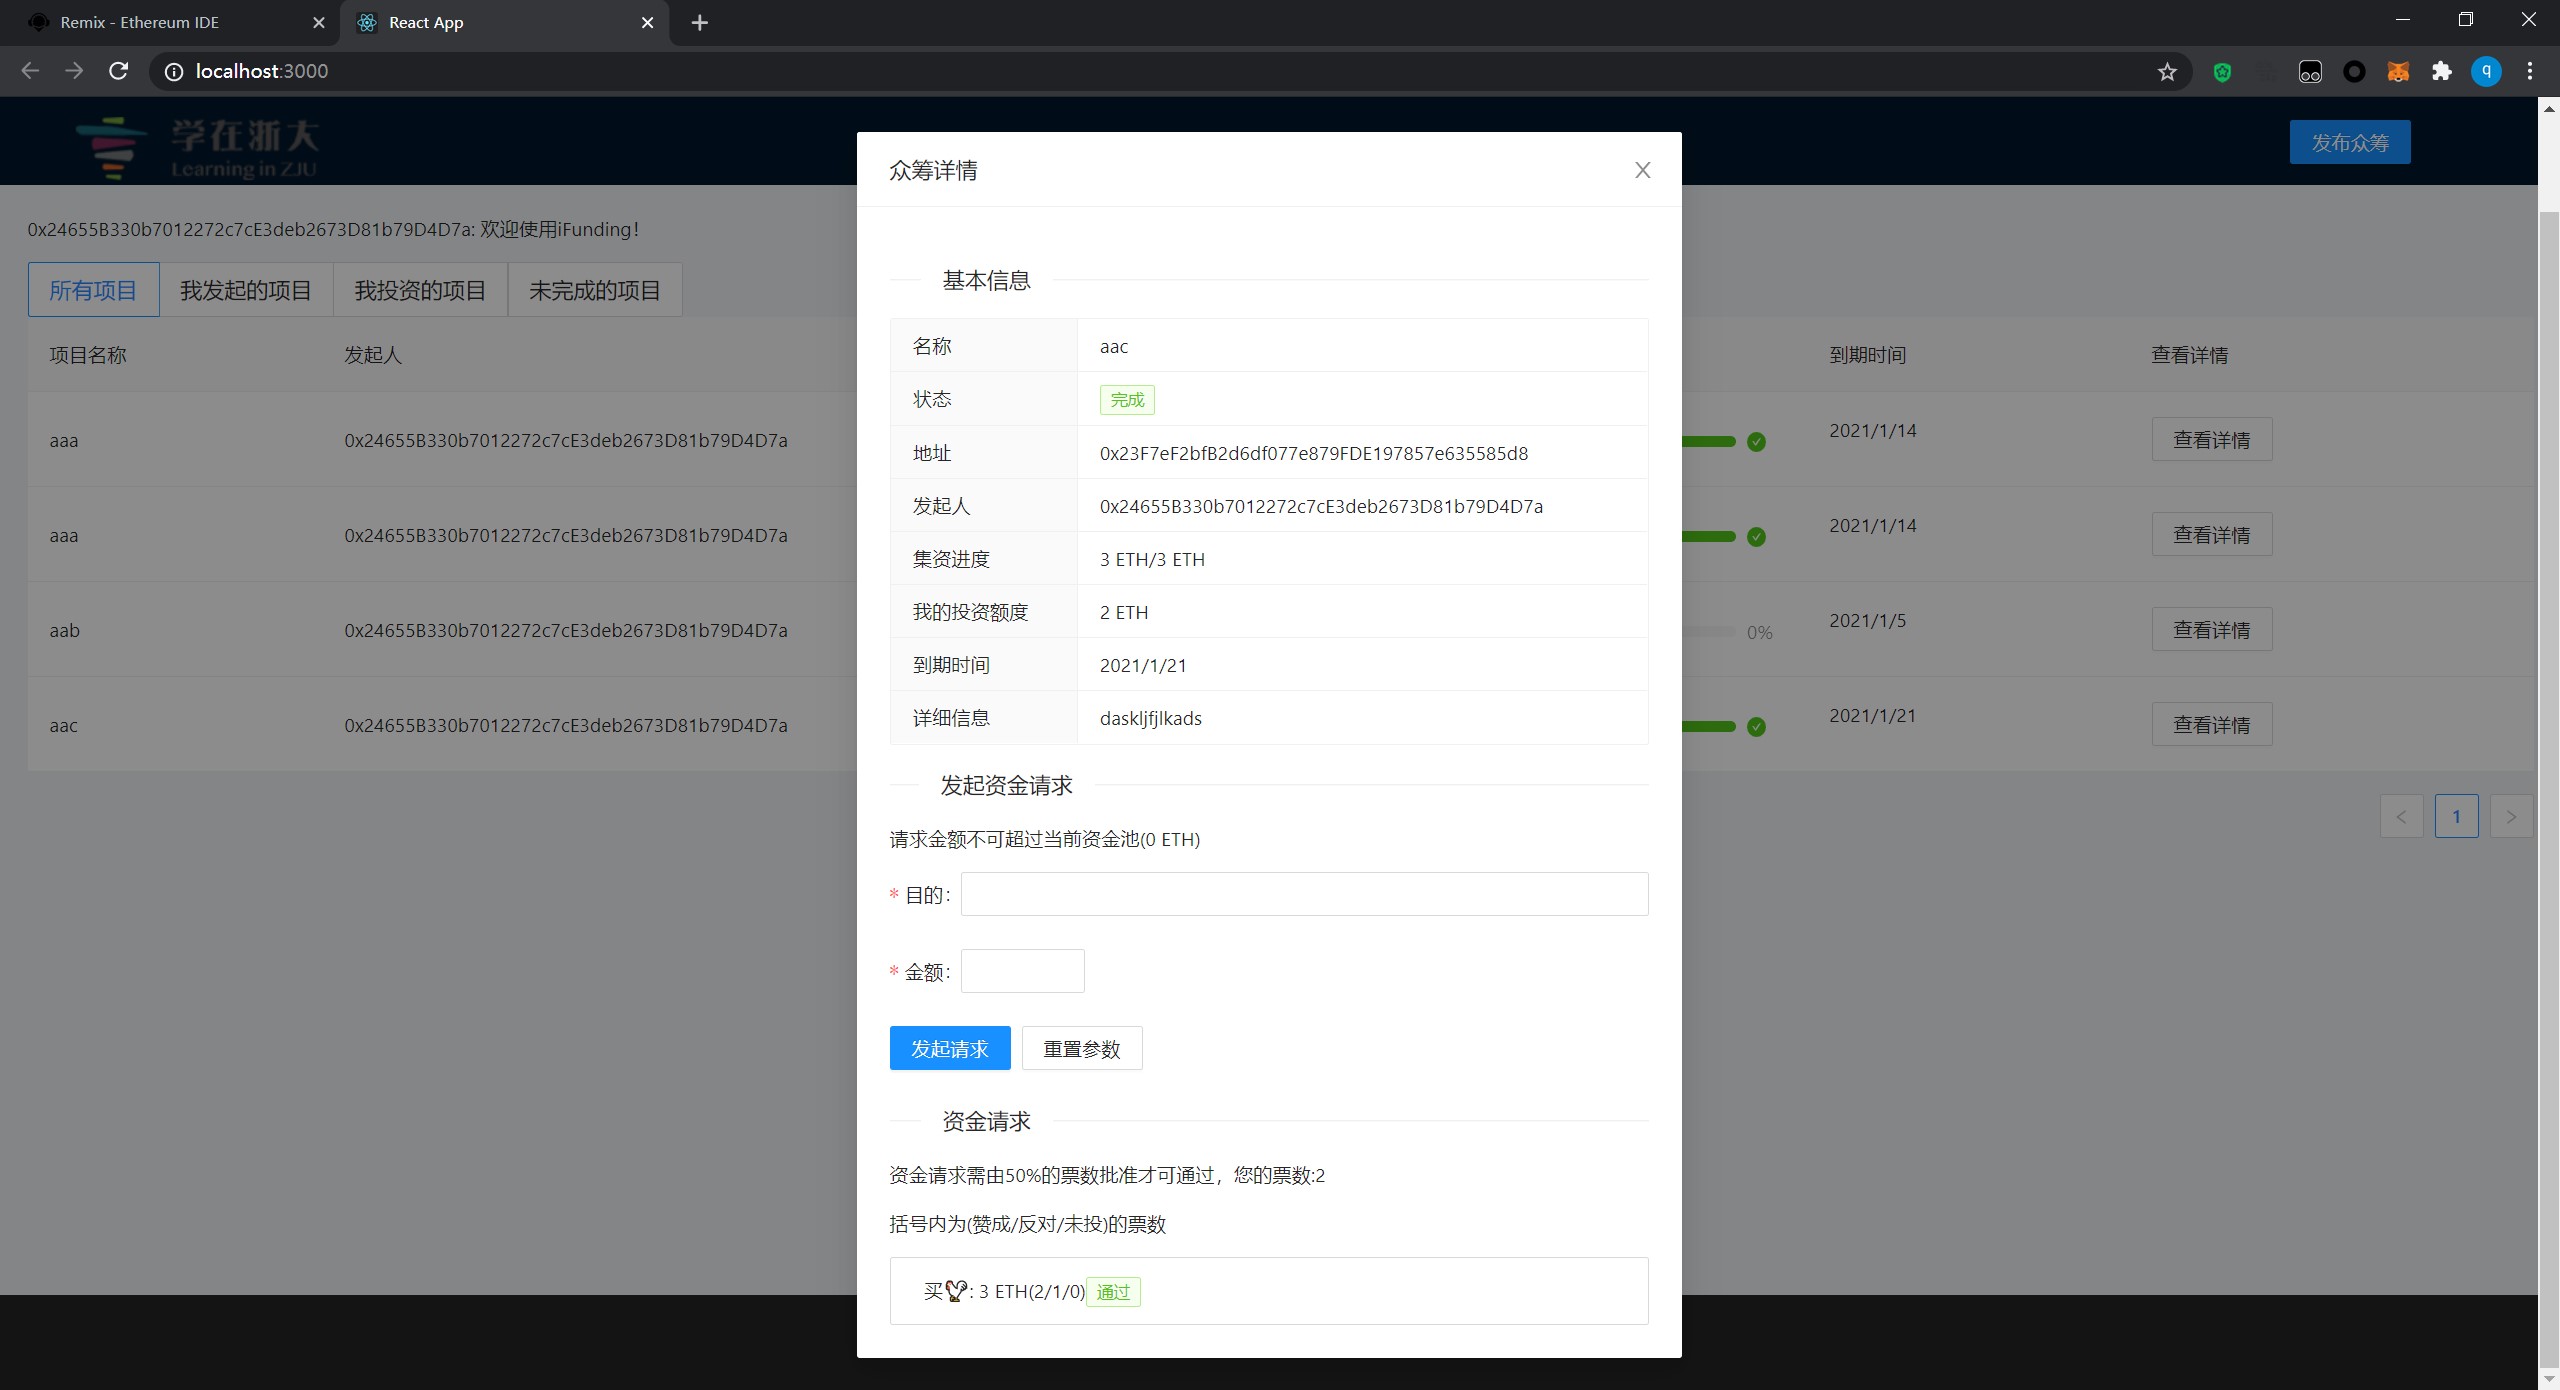 Remix - Ethereum IDE
React App
localhost:3000
q
学在浙大
Learning in ZJU
发布众筹
0x24655B330b7012272c7cE3deb2673D81b79D4D7a: 欢迎使用iFunding!
所有项目 我发起的项目 我投资的项目 未完成的项目
项目名称 发起人 到期时间 查看详情
aaa 0x24655B330b7012272c7cE3deb2673D81b79D4D7a 2021/1/14 查看详情
aaa 0x24655B330b7012272c7cE3deb2673D81b79D4D7a 2021/1/14 查看详情
aab 0x24655B330b7012272c7cE3deb2673D81b79D4D7a 0% 2021/1/5 查看详情
aac 0x24655B330b7012272c7cE3deb2673D81b79D4D7a 2021/1/21 查看详情
< 1 >
众筹详情
基本信息
名称 aac
状态 完成
地址 0x23F7eF2bfB2d6df077e879FDE197857e635585d8
发起人 0x24655B330b7012272c7cE3deb2673D81b79D4D7a
集资进度 3 ETH/3 ETH
我的投资额度 2 ETH
到期时间 2021/1/21
详细信息 daskljfjlkads
发起资金请求
请求金额不可超过当前资金池(0 ETH)
* 目的:
* 金额:
发起请求 重置参数
资金请求
资金请求需由50%的票数批准才可通过，您的票数:2
括号内为(赞成/反对/未投)的票数
买🐓: 3 ETH(2/1/0) 通过